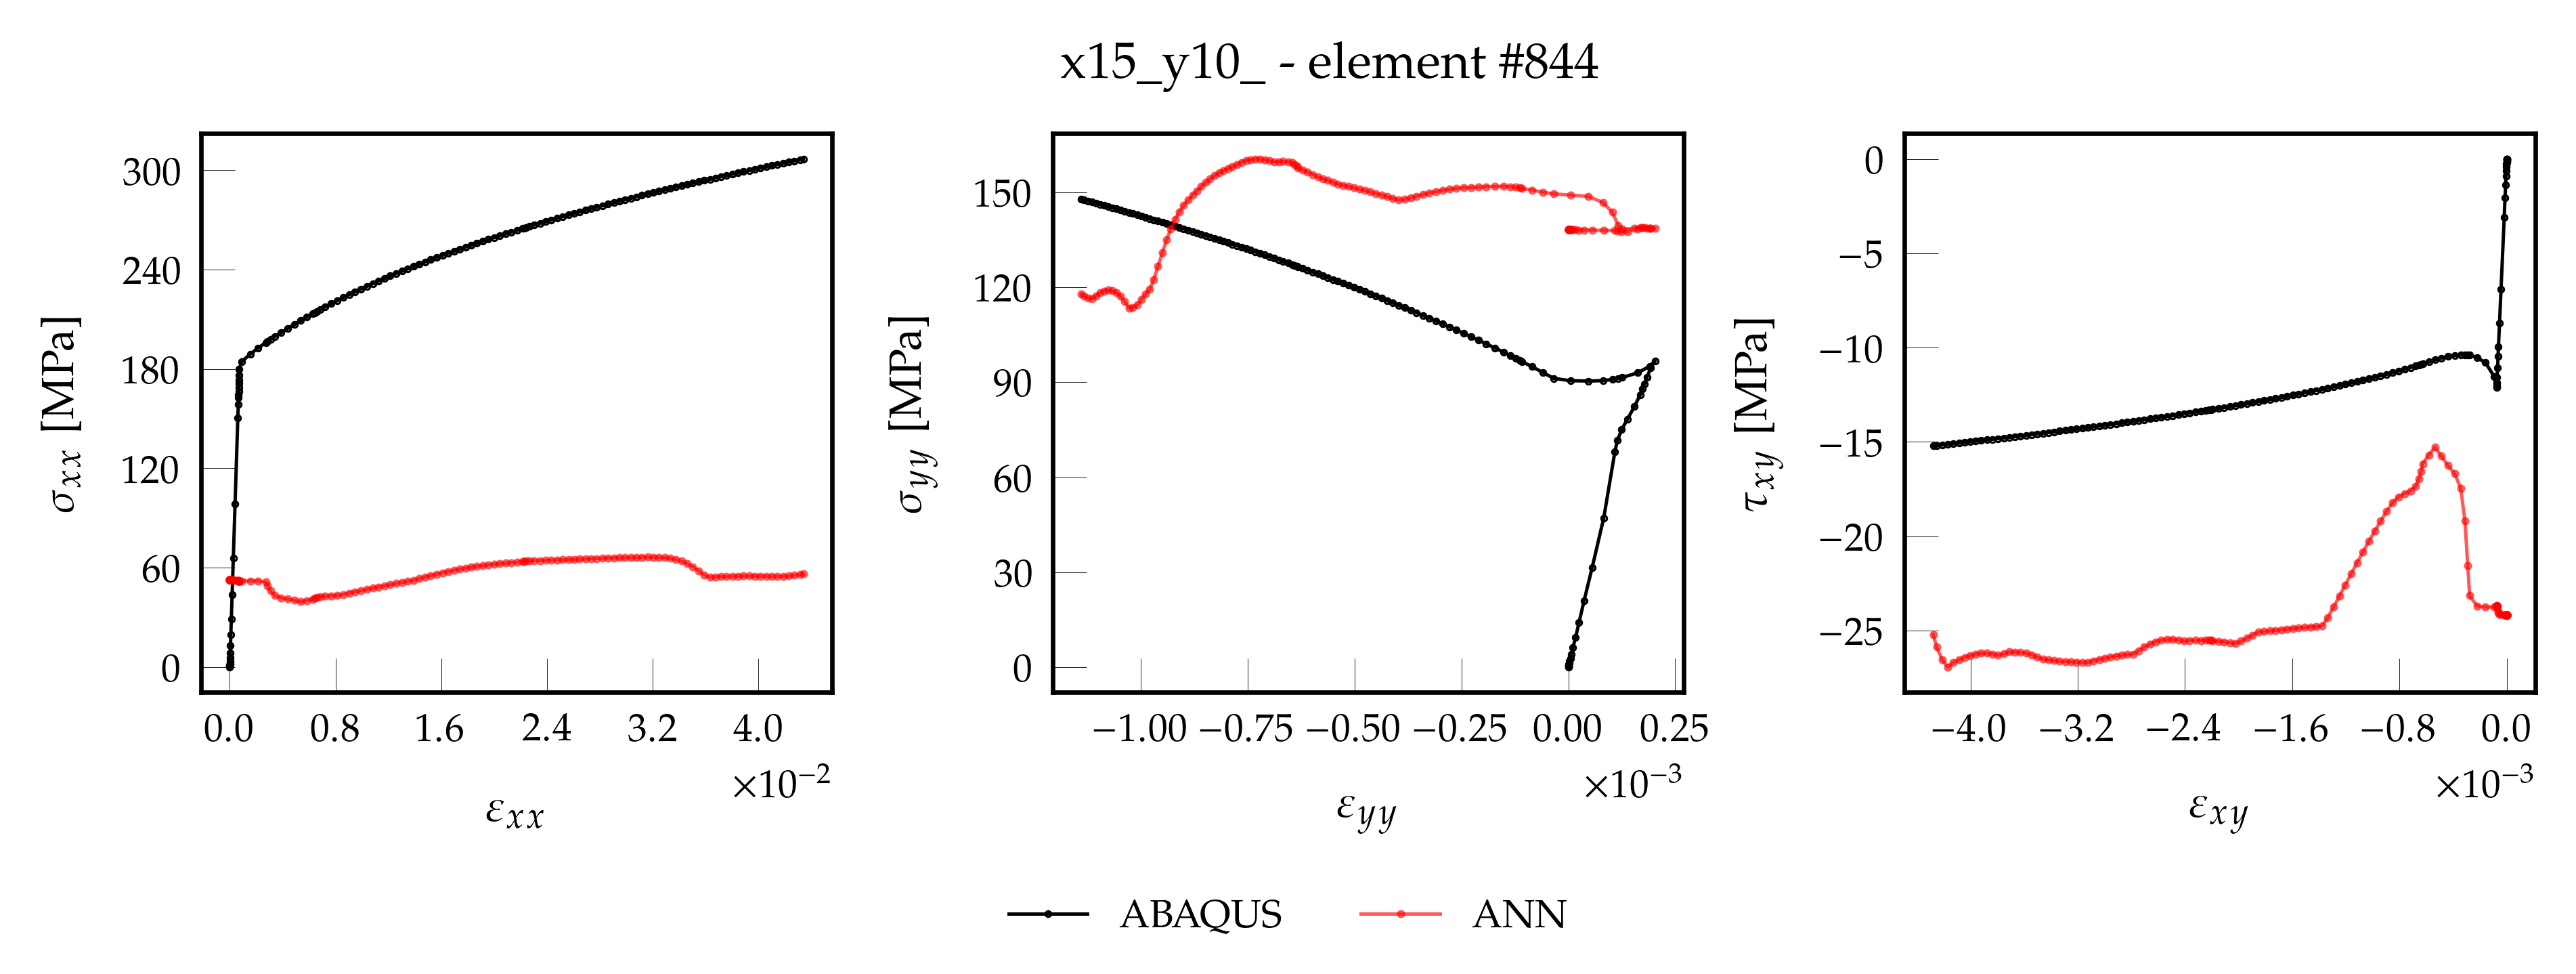 x15_y10_ - element #844
σxx [MPa]
300
240
180
120
60
0
0.0 0.8 1.6 2.4 3.2 4.0
×10−2
εxx
σyy [MPa]
150
120
90
60
30
0
−1.00 −0.75 −0.50 −0.25 0.00 0.25
×10−3
εyy
τxy [MPa]
0
−5
−10
−15
−20
−25
−4.0 −3.2 −2.4 −1.6 −0.8 0.0
×10−3
εxy
ABAQUS ANN